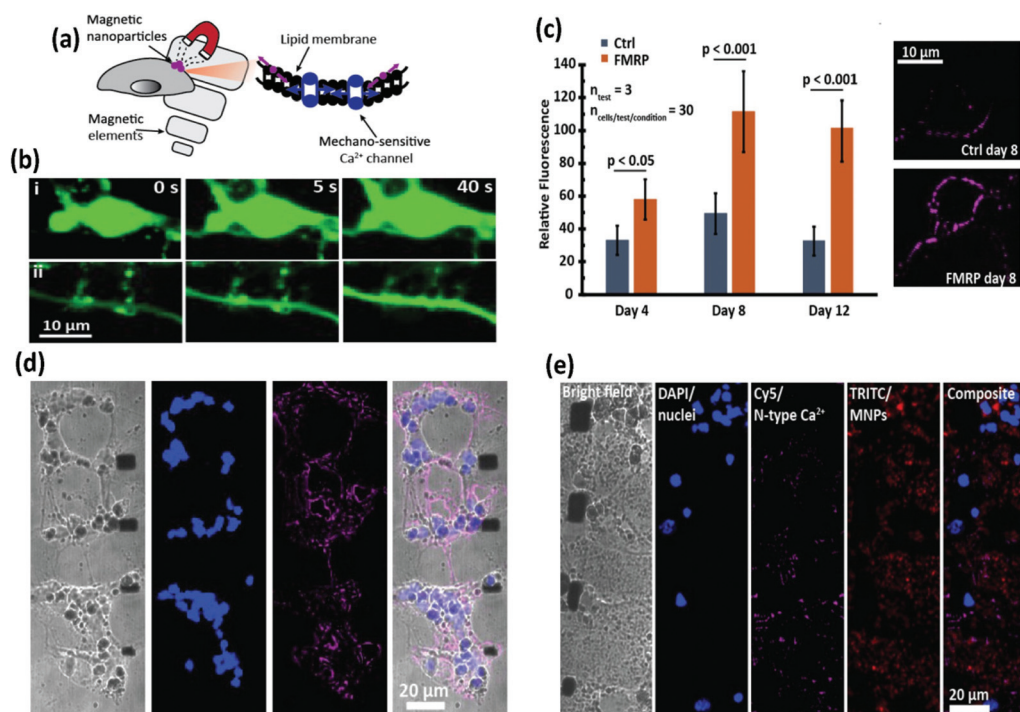 (a)
Magnetic
nanoparticles
Lipid membrane
Magnetic
elements
Mechano-sensitive
Ca²⁺ channel
(b)
i
0 s
5 s
40 s
ii
10 µm
(c)
Ctrl
FMRP
p < 0.05
p < 0.001
p < 0.001
n_test = 3
n_cells/test/condition = 30
Relative Fluorescence
140
120
100
80
60
40
20
0
Day 4
Day 8
Day 12
10 µm
Ctrl day 8
FMRP day 8
(d)
20 µm
(e)
Bright field
DAPI/
nuclei
Cy5/
N-type Ca²⁺
TRITC/
MNPs
Composite
20 µm